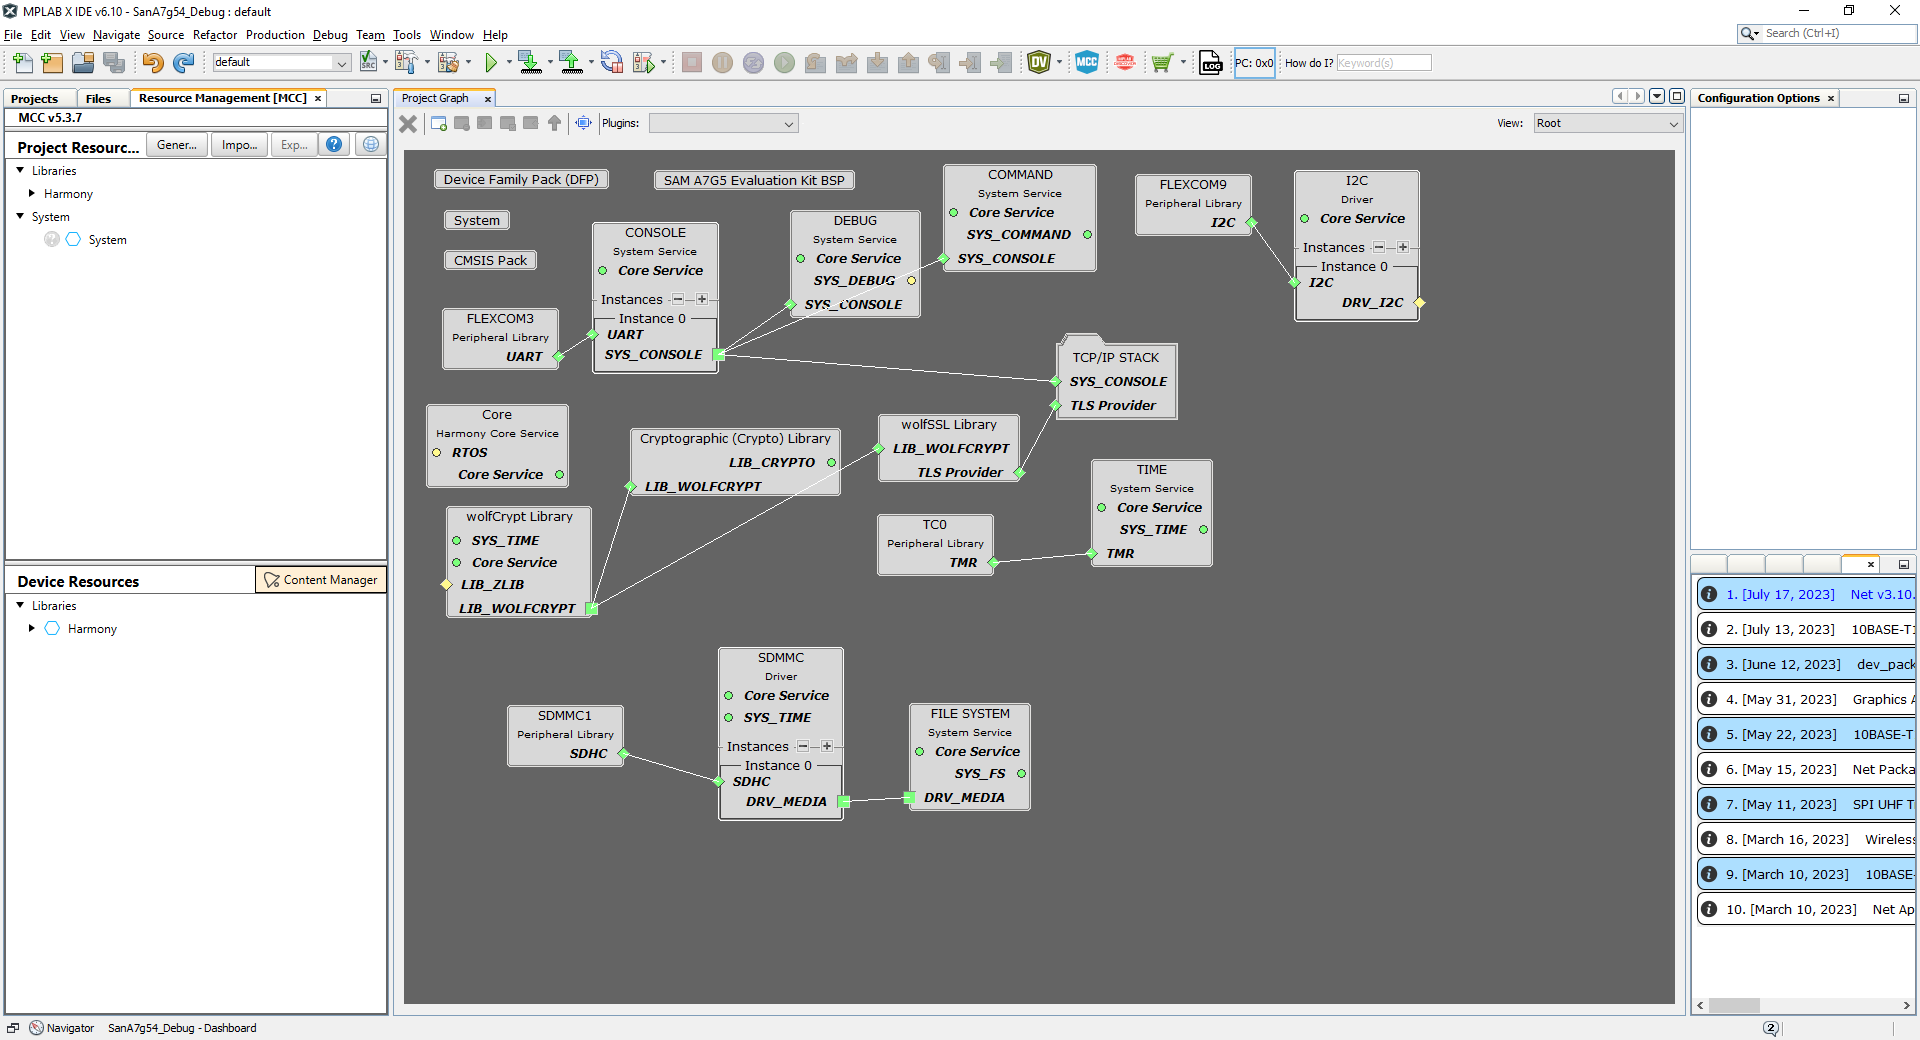 MPLAB X IDE v6.10 - SanA7g54_Debug : default
File Edit View Navigate Source Refactor Production Debug Team Tools Window Help
Search (Ctrl+I)
default
SRC
DV
MCC
LOG
PC: 0x0
How do I?
Keyword(s)
Projects
Files
Resource Management [MCC]
MCC v5.3.7
Project Resourc...
Gener...
Impo...
Exp...
Libraries
Harmony
System
System
Device Resources
Content Manager
Libraries
Harmony
Project Graph
Plugins:
View:
Root
Device Family Pack (DFP)
SAM A7G5 Evaluation Kit BSP
System
CMSIS Pack
CONSOLE
System Service
Core Service
Instances
Instance 0
UART
SYS_CONSOLE
DEBUG
System Service
Core Service
SYS_DEBUG
SYS_CONSOLE
COMMAND
System Service
Core Service
SYS_COMMAND
SYS_CONSOLE
FLEXCOM9
Peripheral Library
I2C
I2C
Driver
Core Service
Instances
Instance 0
I2C
DRV_I2C
FLEXCOM3
Peripheral Library
UART
TCP/IP STACK
SYS_CONSOLE
TLS Provider
Core
Harmony Core Service
RTOS
Core Service
Cryptographic (Crypto) Library
LIB_CRYPTO
LIB_WOLFCRYPT
wolfSSL Library
LIB_WOLFCRYPT
TLS Provider
wolfCrypt Library
SYS_TIME
Core Service
LIB_ZLIB
LIB_WOLFCRYPT
TC0
Peripheral Library
TMR
TIME
System Service
Core Service
SYS_TIME
TMR
SDMMC1
Peripheral Library
SDHC
SDMMC
Driver
Core Service
SYS_TIME
Instances
Instance 0
SDHC
DRV_MEDIA
FILE SYSTEM
System Service
Core Service
SYS_FS
DRV_MEDIA
Configuration Options
1. [July 17, 2023] Net v3.10.
2. [July 13, 2023] 10BASE-T1
3. [June 12, 2023] dev_pack
4. [May 31, 2023] Graphics A
5. [May 22, 2023] 10BASE-T
6. [May 15, 2023] Net Packa
7. [May 11, 2023] SPI UHF T
8. [March 16, 2023] Wireless
9. [March 10, 2023] 10BASE-
10. [March 10, 2023] Net Ap
Navigator
SanA7g54_Debug - Dashboard
2